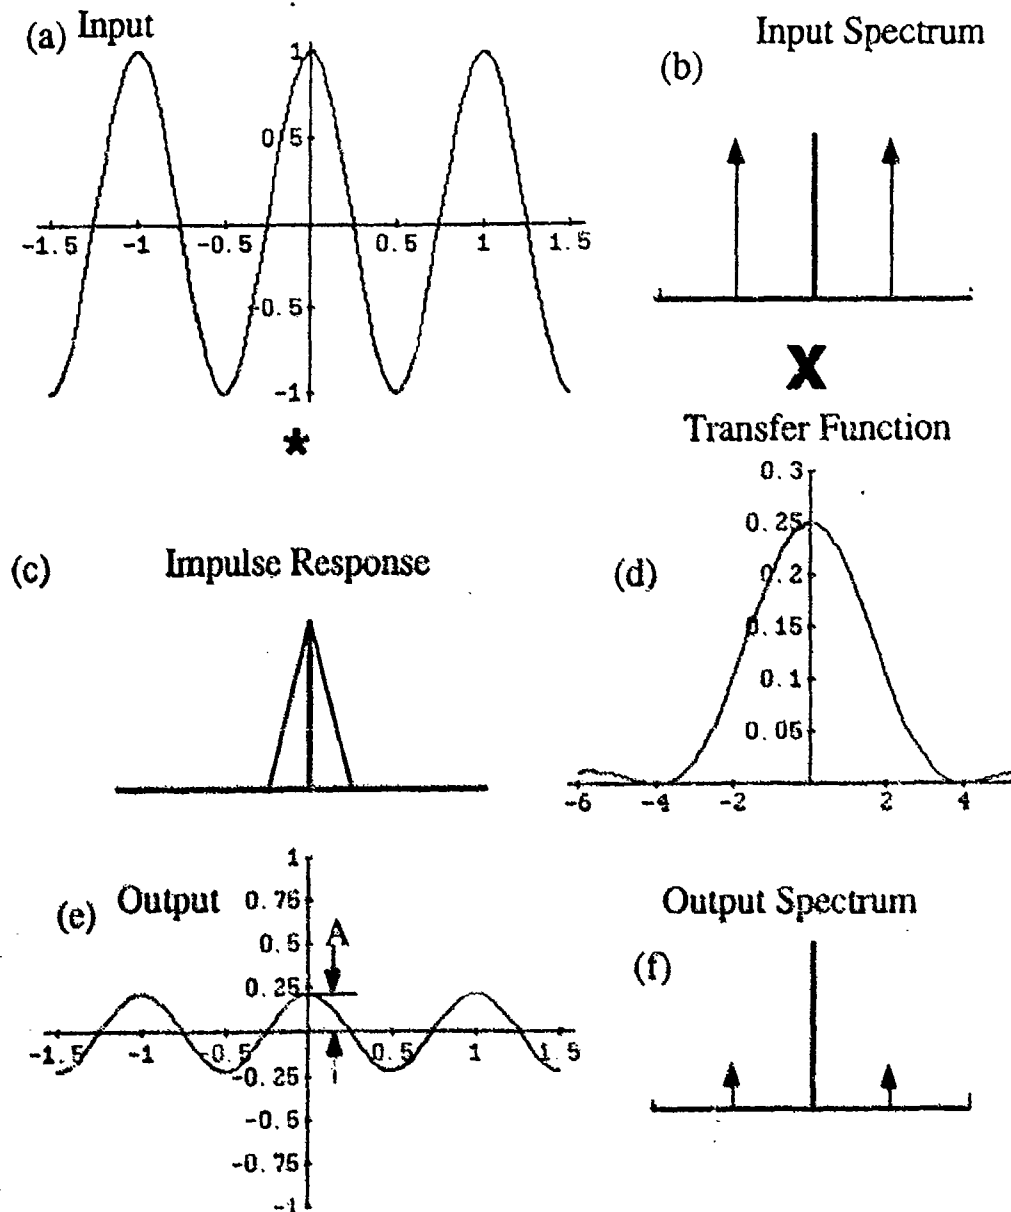 (a) Input
1
0.5
-1.5 -1 -0.5 0.5 1 1.5
-0.5
-1
*
Input Spectrum
(b)
X
Transfer Function
0.3
0.25
0.2
0.15
0.1
0.05
-6 -4 -2 2 4
(d)
(c) Impulse Response
(e) Output
1
0.75
0.5
0.25
A
-1.5 -1 -0.5 0.5 1 1.5
-0.25
-0.5
-0.75
-1
Output Spectrum
(f)